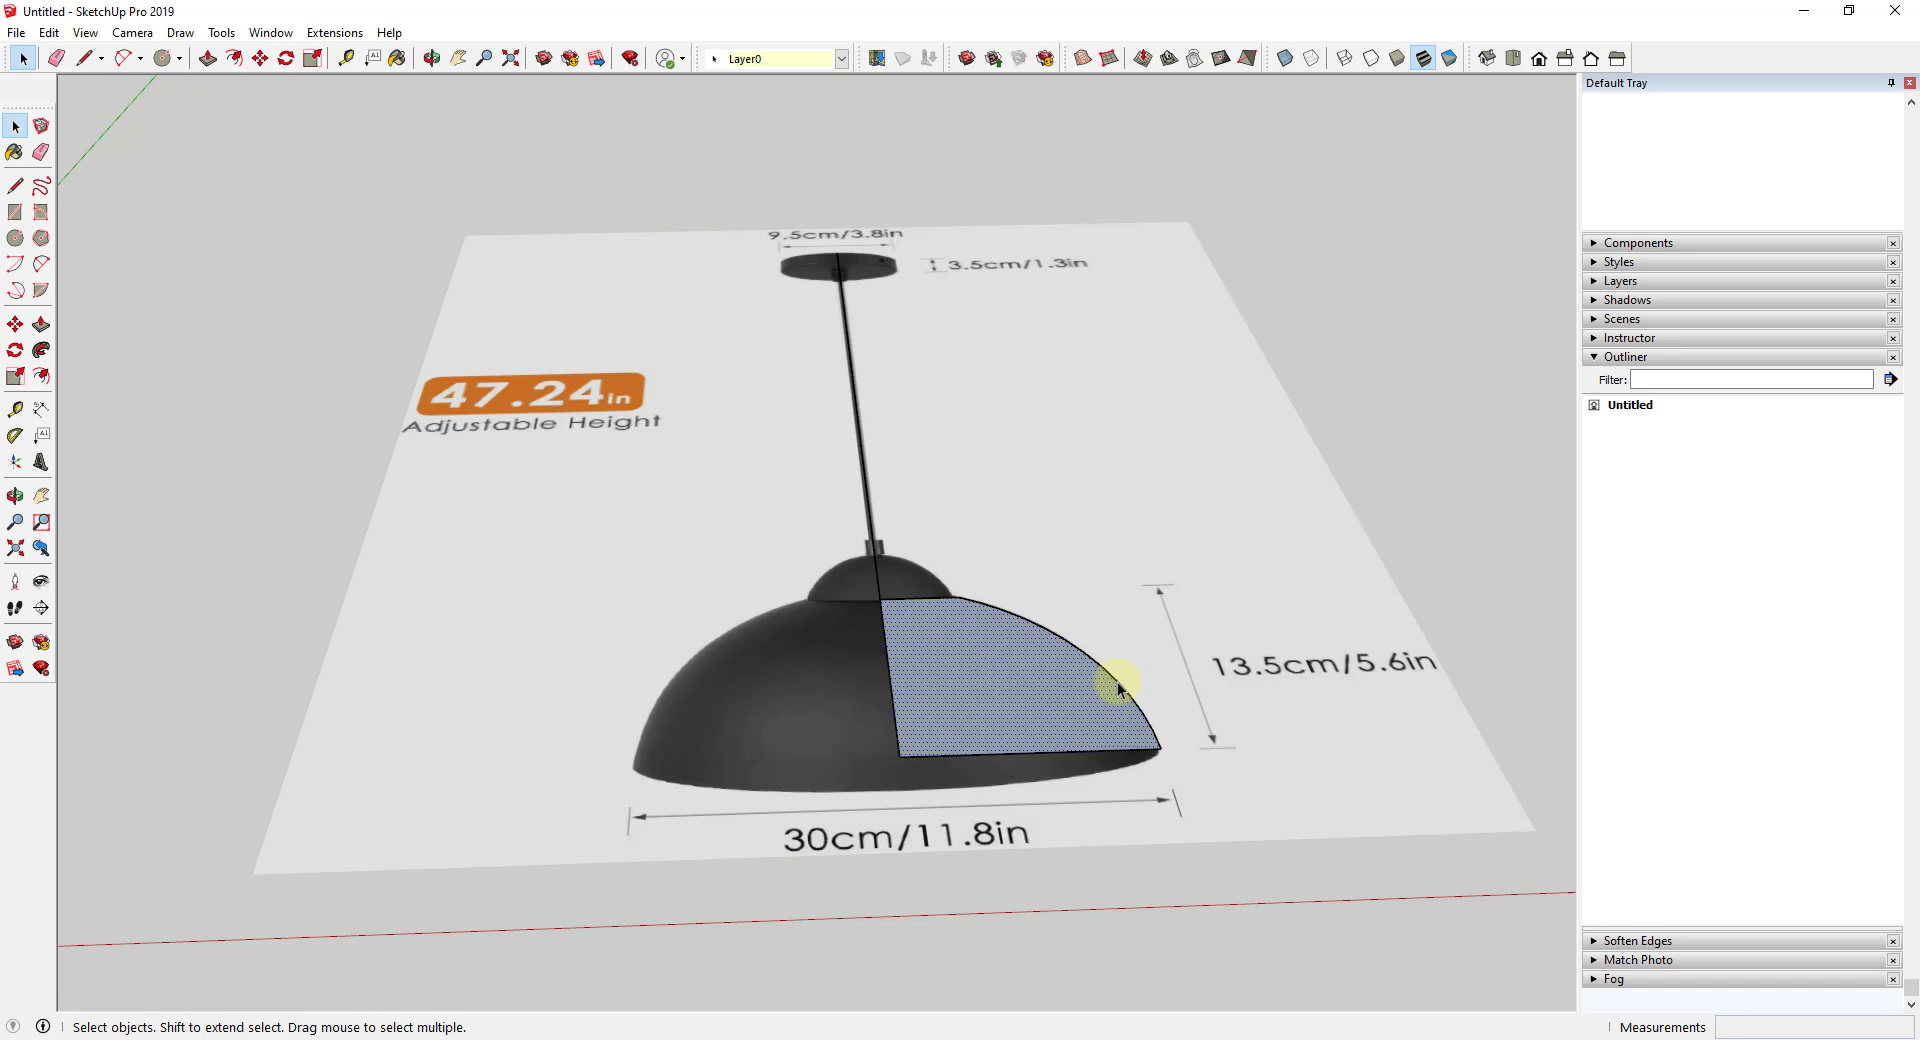 Untitled - SketchUp Pro 2019
File Edit View Camera Draw Tools Window Extensions Help
A1
Layer0
Default Tray
Components
Styles
Layers
Shadows
Scenes
Instructor
Outliner
Filter:
Untitled
A1
9.5cm/3.8in
3.5cm/1.3in
47.24in
Adjustable Height
13.5cm/5.6in
30cm/11.8in
Soften Edges
Match Photo
Fog
Select objects. Shift to extend select. Drag mouse to select multiple.
Measurements